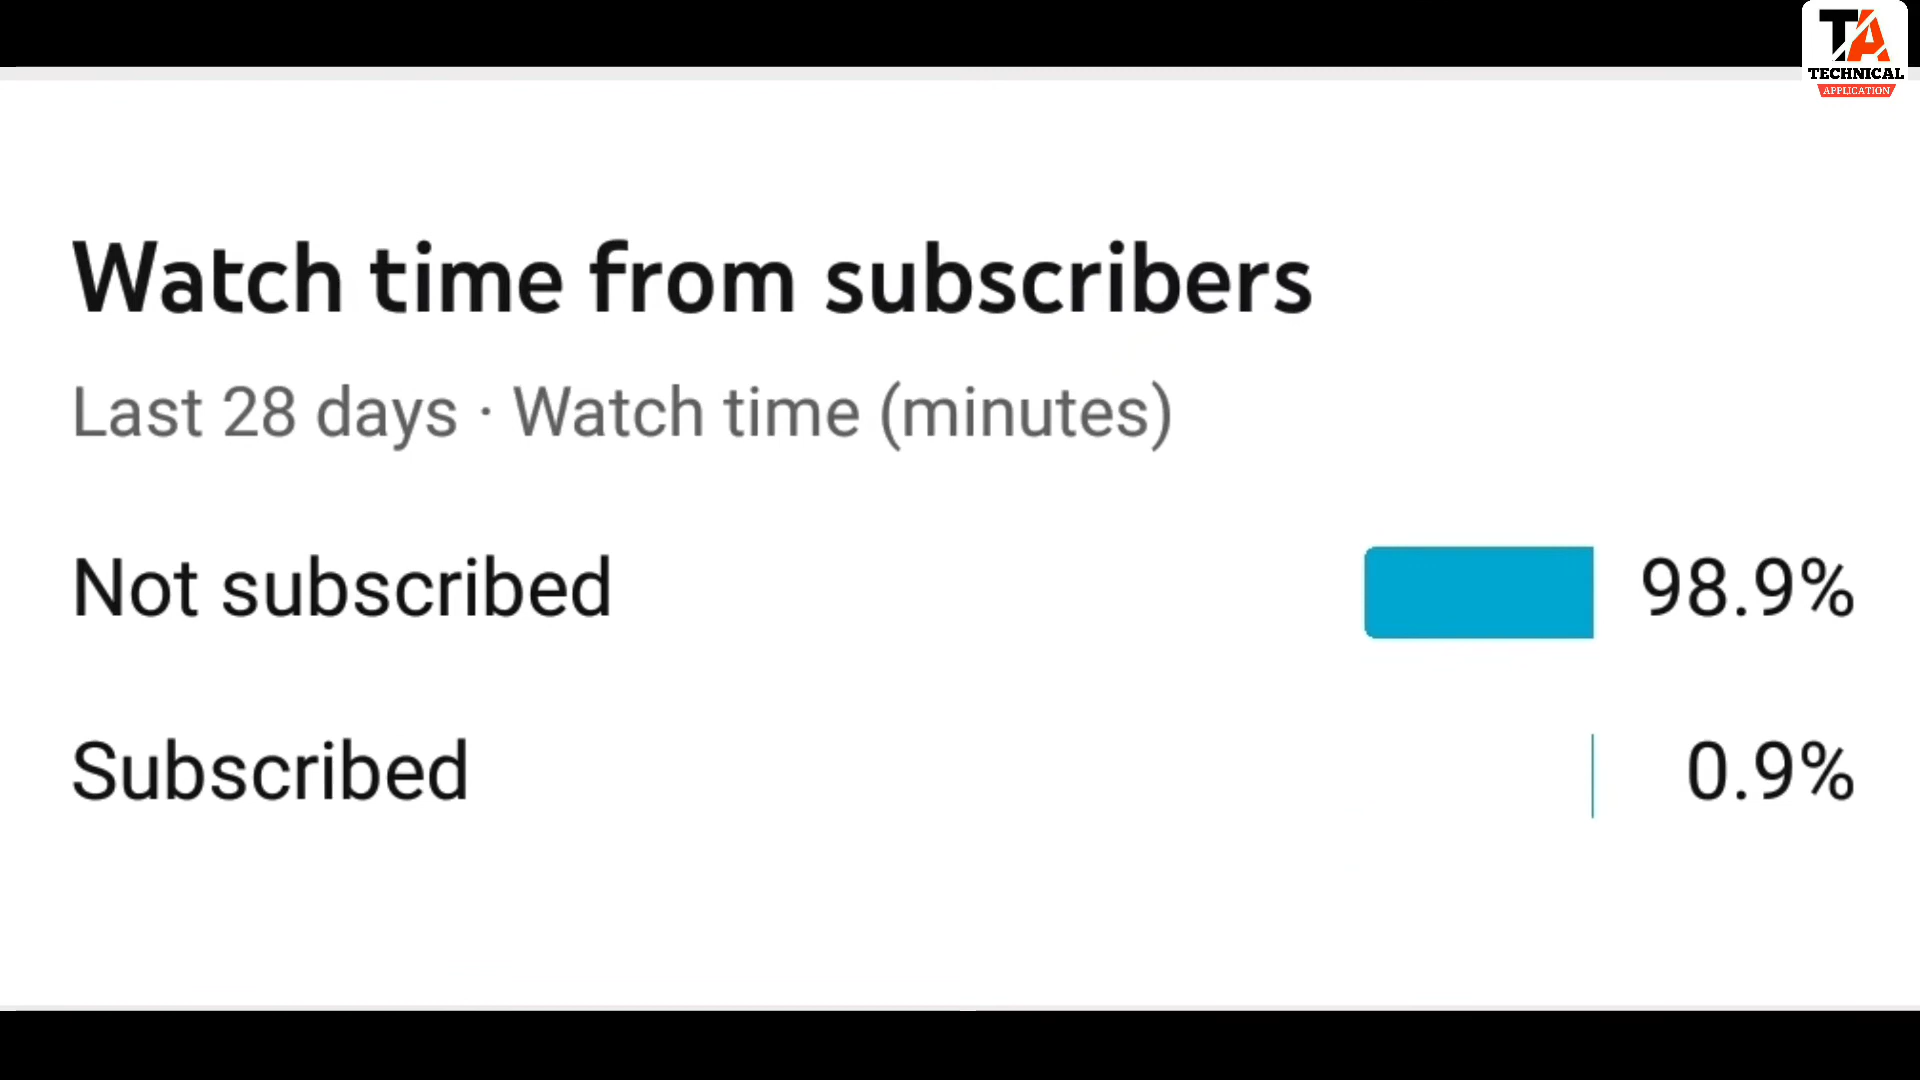 TA
TECHNICAL
APPLICATION
Watch time from subscribers
Last 28 days · Watch time (minutes)
Not subscribed 98.9%
Subscribed 0.9%